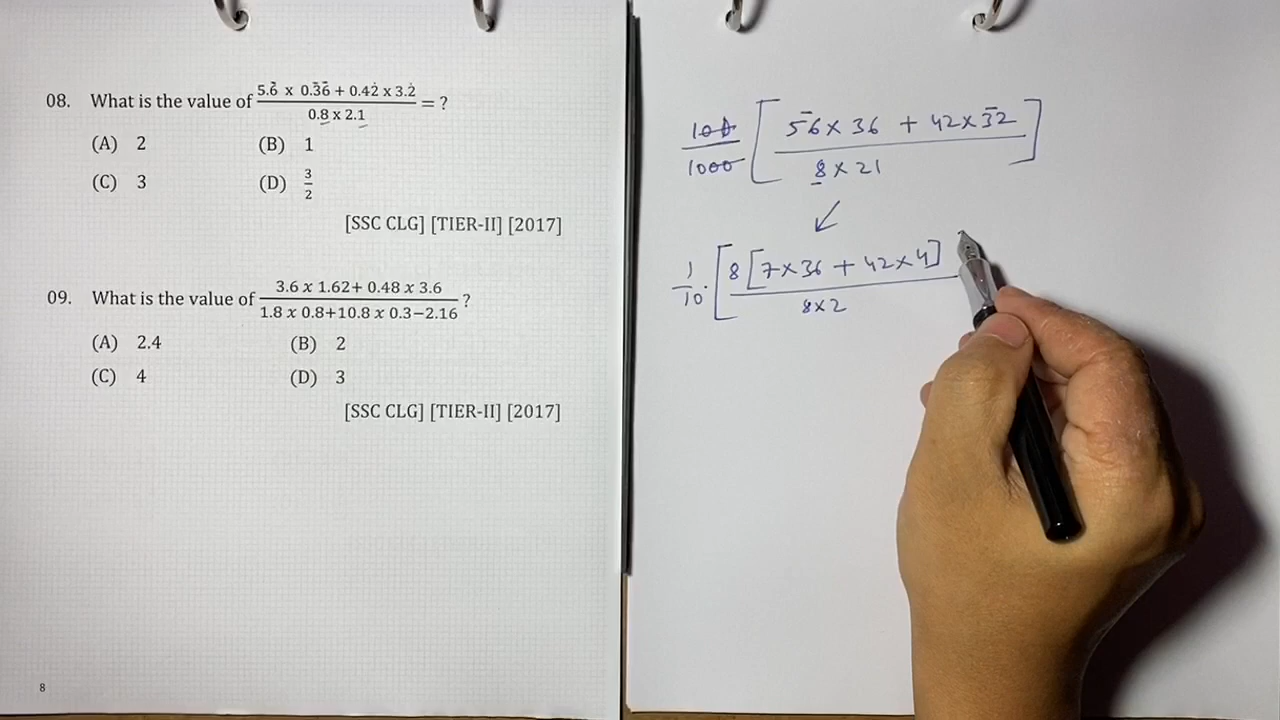 08. What is the value of (5.6 x 0.36 + 0.42 x 3.2)/(0.8 x 2.1) = ?
(A) 2 (B) 1
(C) 3 (D) 3/2
[SSC CLG] [TIER-II] [2017]
09. What is the value of (3.6 x 1.62+ 0.48 x 3.6)/(1.8 x 0.8+10.8 x 0.3−2.16) ?
(A) 2.4 (B) 2
(C) 4 (D) 3
[SSC CLG] [TIER-II] [2017]
8
100/1000 [(56 x 36 + 42 x 32)/(8 x 21)]
↙
1/10 . [8 [7 x 36 + 42 x 4]/(8 x 2